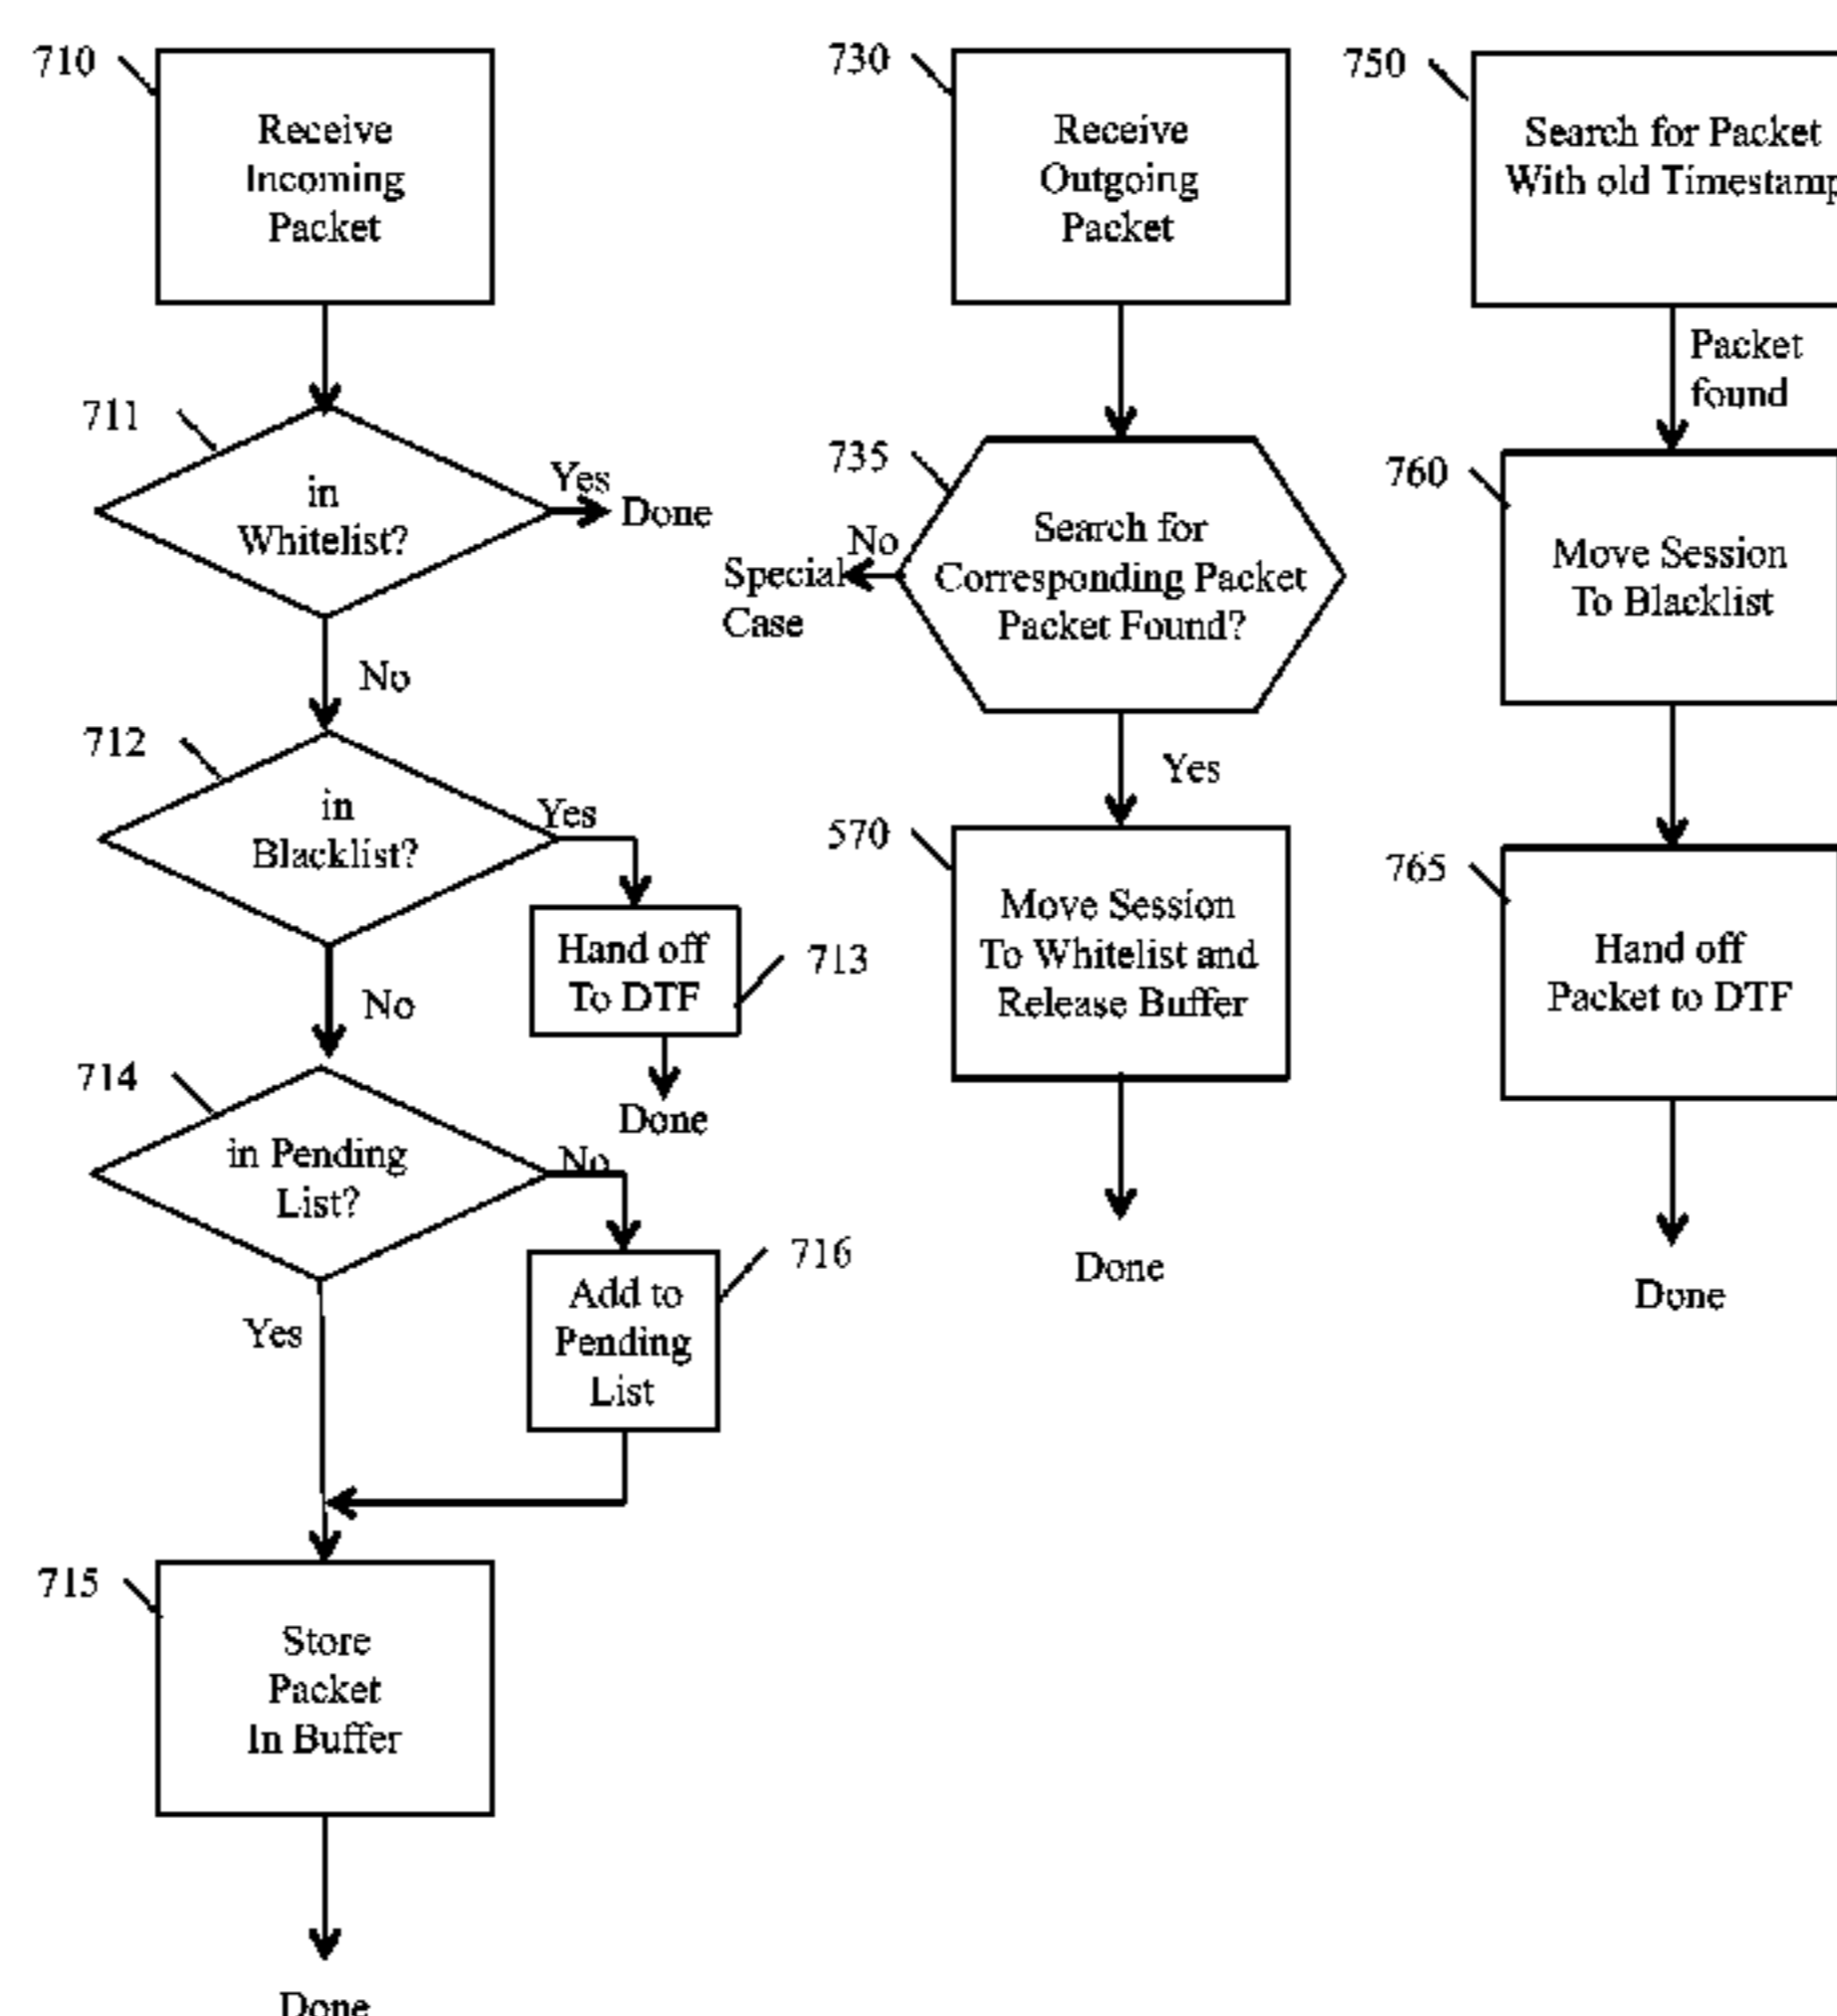 710
Receive
Incoming
Packet
711
in
Whitelist?
Yes
Done
No
712
in
Blacklist?
Yes
Hand off
To DTF
713
Done
No
714
in Pending
List?
No
716
Add to
Pending
List
Yes
715
Store
Packet
In Buffer
Done
730
Receive
Outgoing
Packet
735
Search for
Corresponding Packet
Packet Found?
No
Special
Case
Yes
570
Move Session
To Whitelist and
Release Buffer
Done
750
Search for Packet
With old Timestamp
Packet
found
760
Move Session
To Blacklist
765
Hand off
Packet to DTF
Done